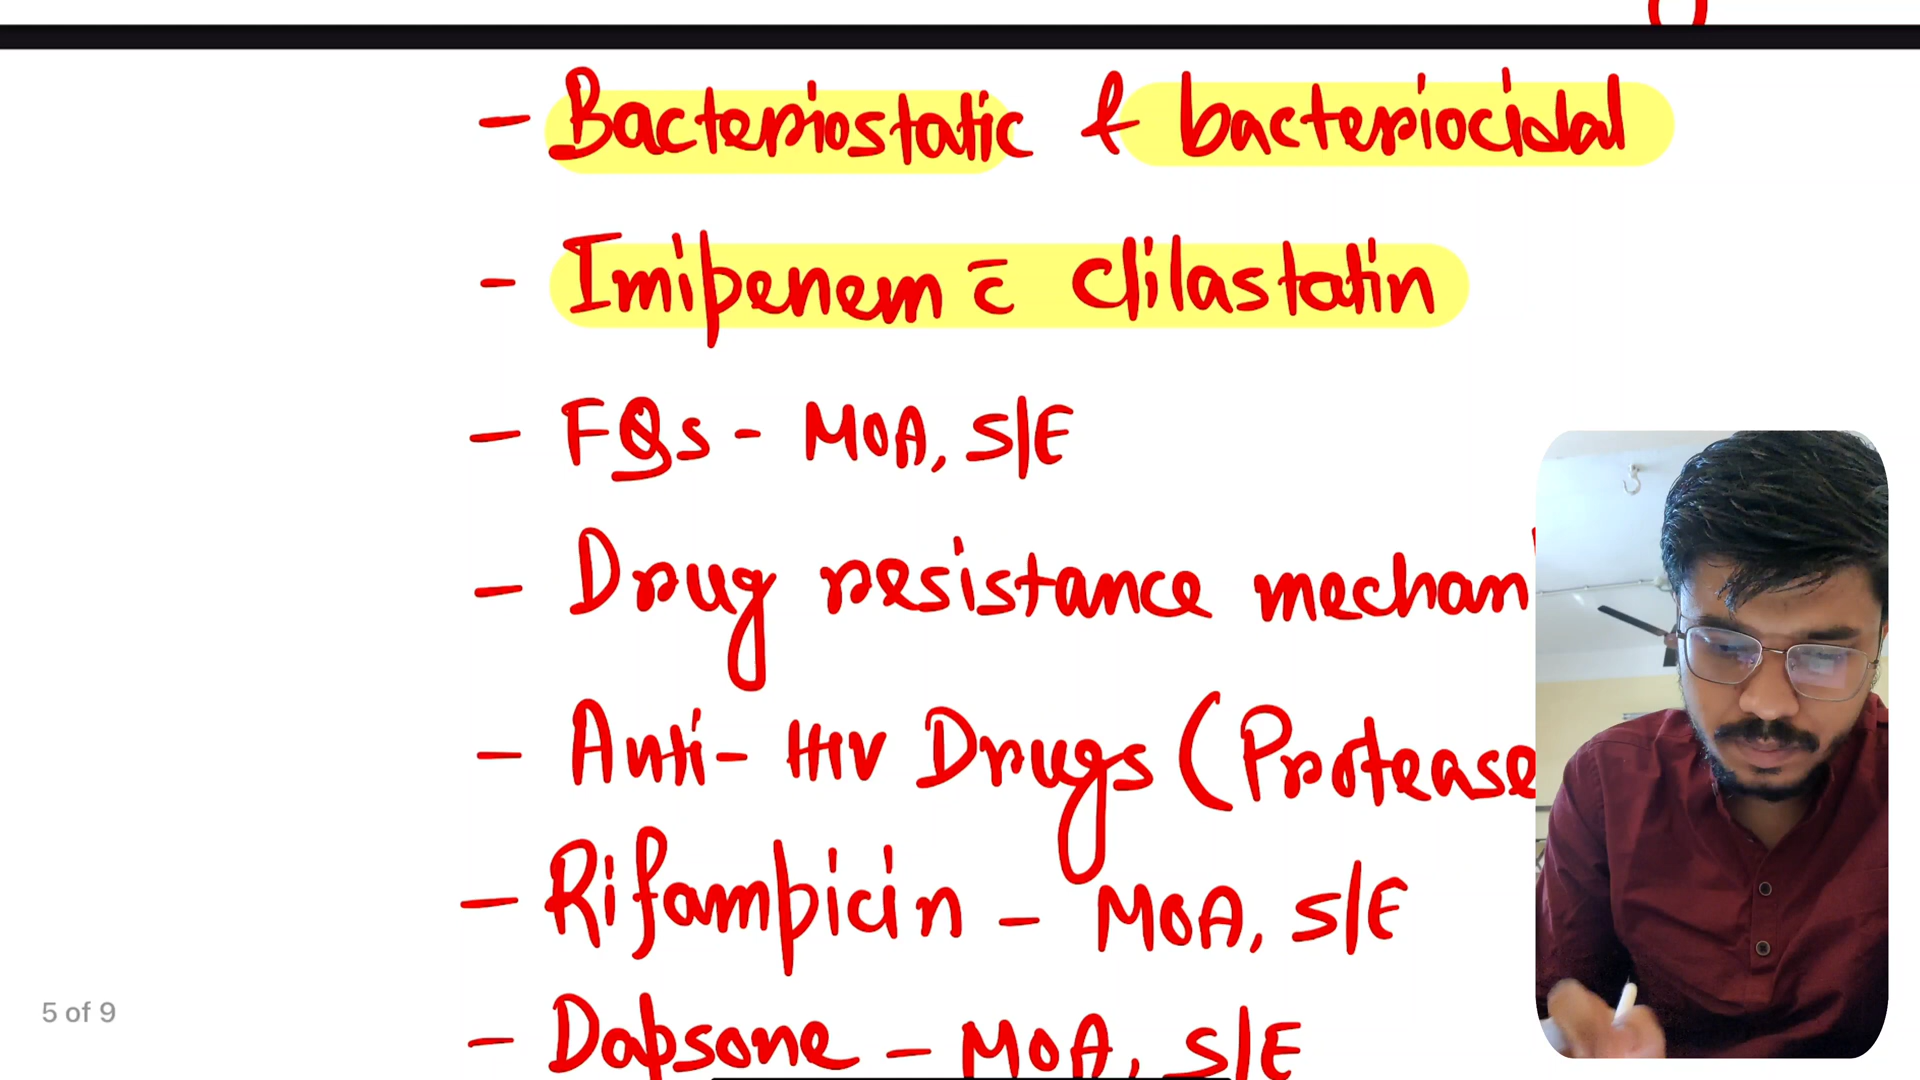 - Bacteriostatic & bacteriocidal
- Imipenem c̄ clilastatin
- FQs - MOA, S/E
- Drug resistance mechan
- Anti-HIV Drugs (Protease
- Rifampicin - MOA, S/E
- Dapsone - MOA, S/E
5 of 9